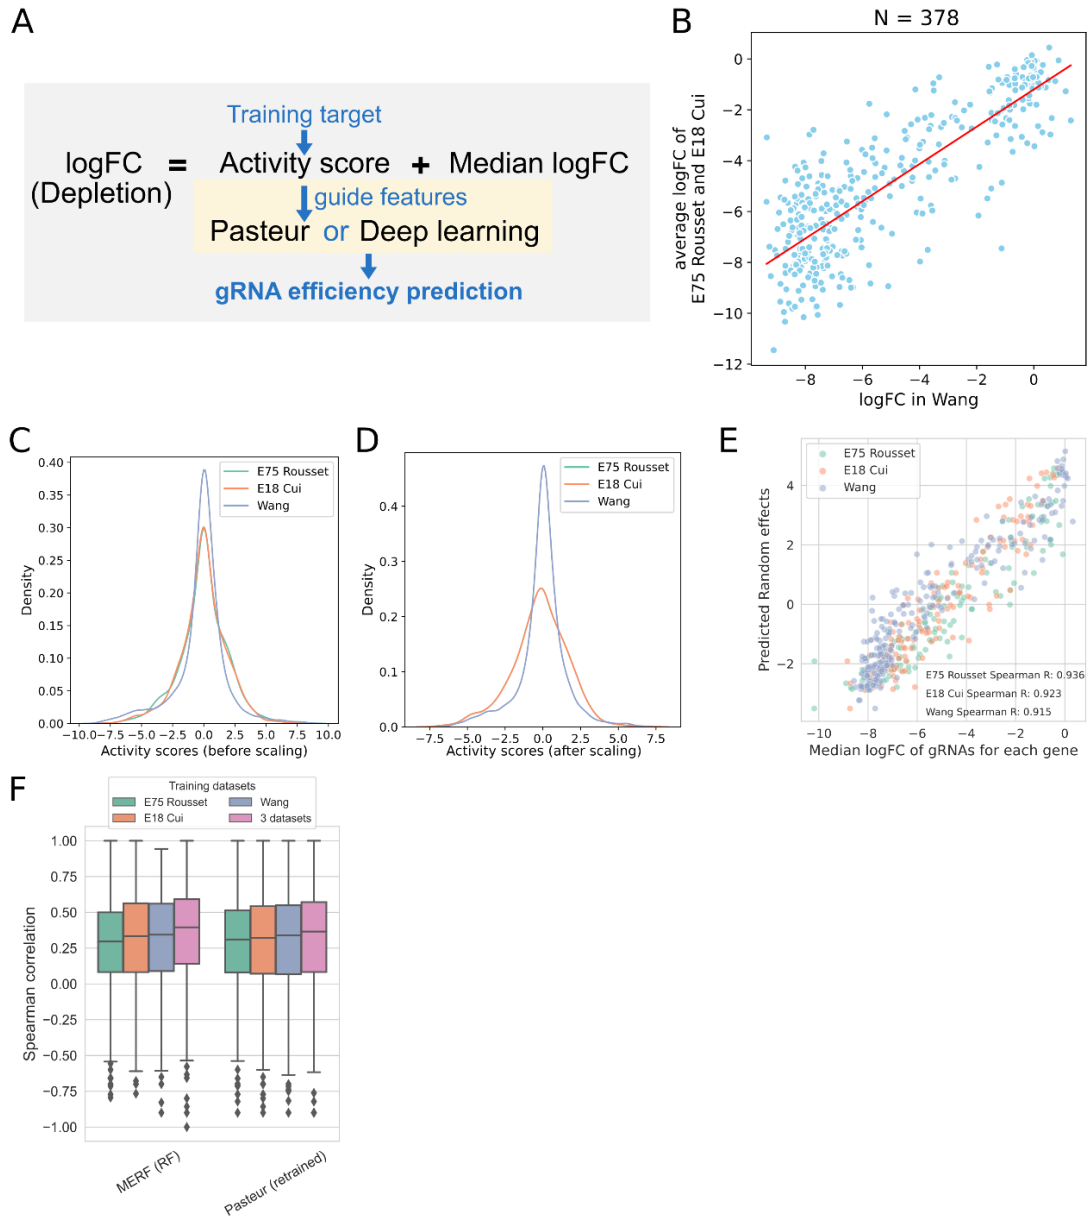 A
Training target
logFC = Activity score + Median logFC
(Depletion)
guide features
Pasteur or Deep learning
gRNA efficiency prediction
B
N = 378
average logFC of
E75 Rousset and E18 Cui
0
−2
−4
−6
−8
−10
−12
−8 −6 −4 −2 0
logFC in Wang
C
E75 Rousset
E18 Cui
Wang
Density
0.40
0.35
0.30
0.25
0.20
0.15
0.10
0.05
0.00
−10.0 −7.5 −5.0 −2.5 0.0 2.5 5.0 7.5 10.0
Activity scores (before scaling)
D
E75 Rousset
E18 Cui
Wang
Density
0.4
0.3
0.2
0.1
0.0
−7.5 −5.0 −2.5 0.0 2.5 5.0 7.5
Activity scores (after scaling)
E
E75 Rousset
E18 Cui
Wang
Predicted Random effects
4
2
0
−2
E75 Rousset Spearman R: 0.936
E18 Cui Spearman R: 0.923
Wang Spearman R: 0.915
−10 −8 −6 −4 −2 0
Median logFC of gRNAs for each gene
F
Training datasets
E75 Rousset Wang
E18 Cui 3 datasets
Spearman correlation
1.00
0.75
0.50
0.25
0.00
−0.25
−0.50
−0.75
−1.00
MERF (RF)
Pasteur (retrained)